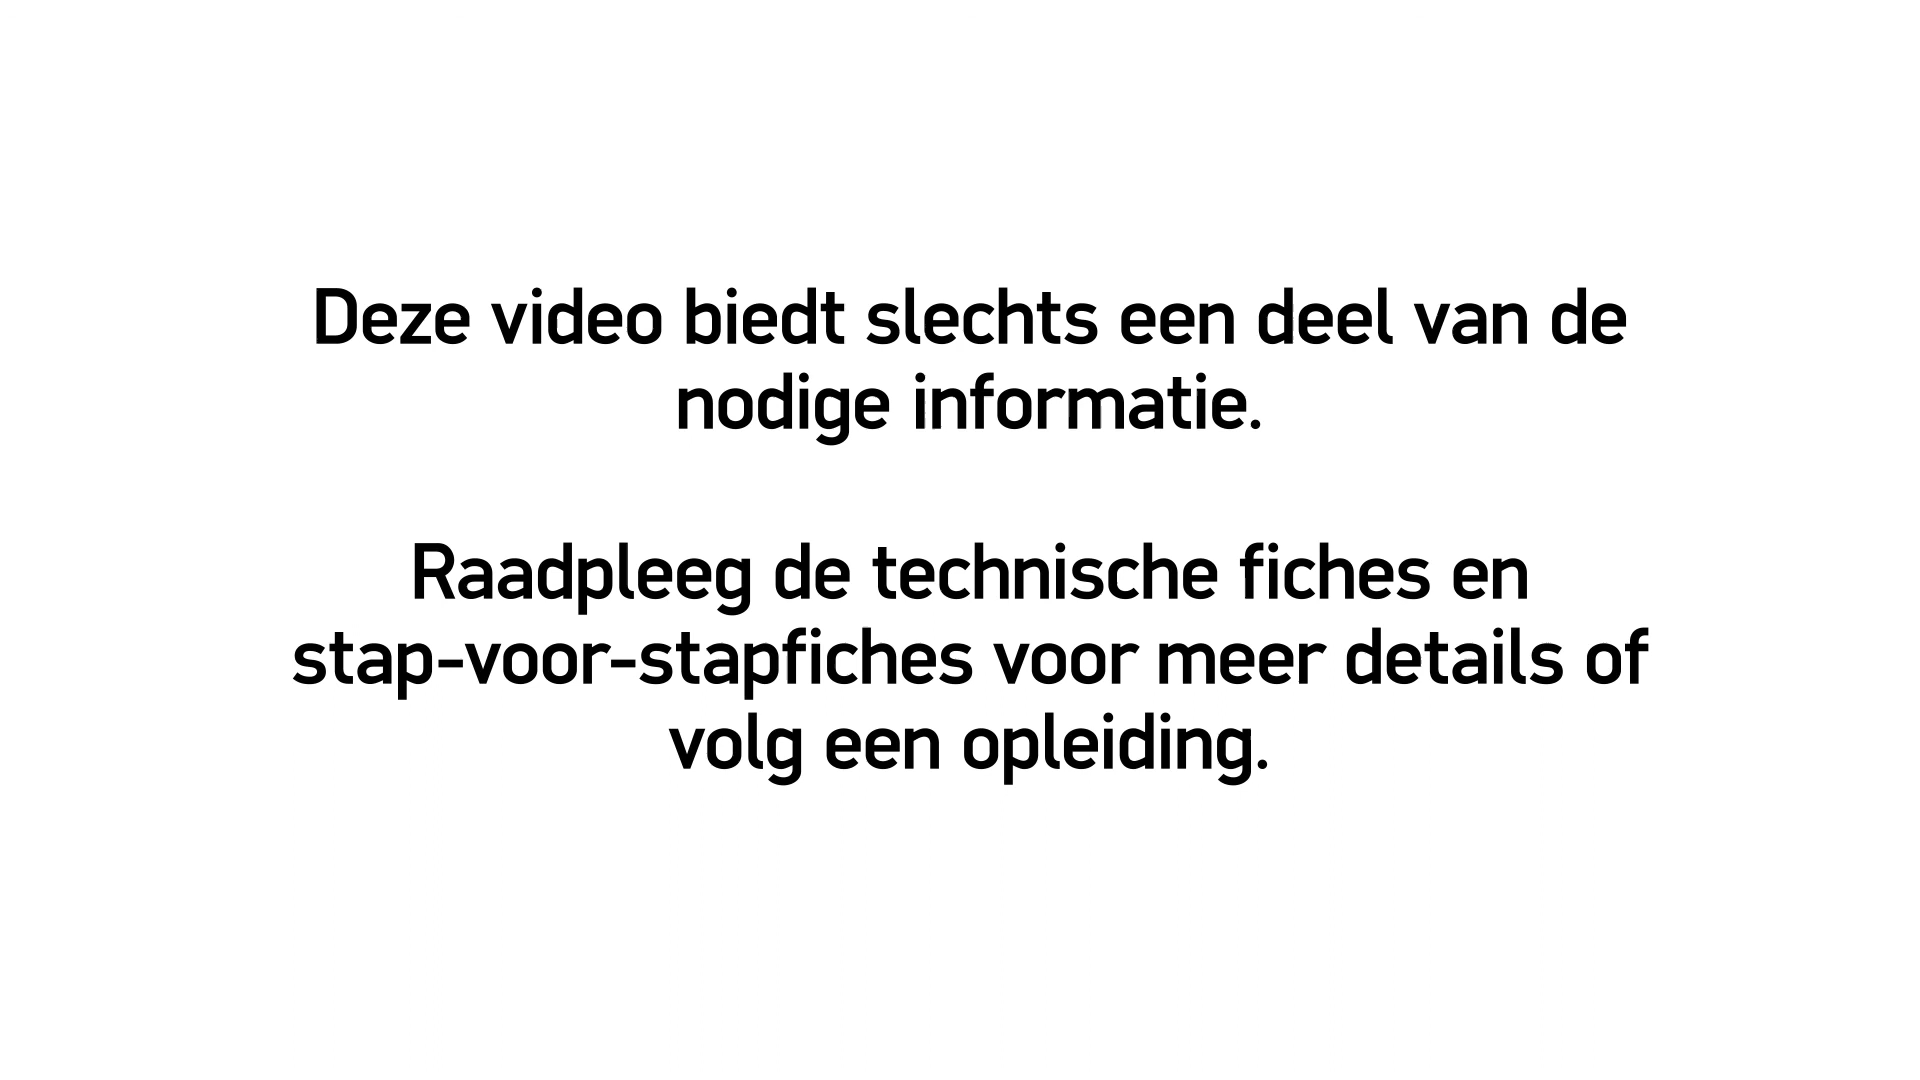 Deze video biedt slechts een deel van de
nodige informatie.
Raadpleeg de technische fiches en
stap-voor-stapfiches voor meer details of
volg een opleiding.